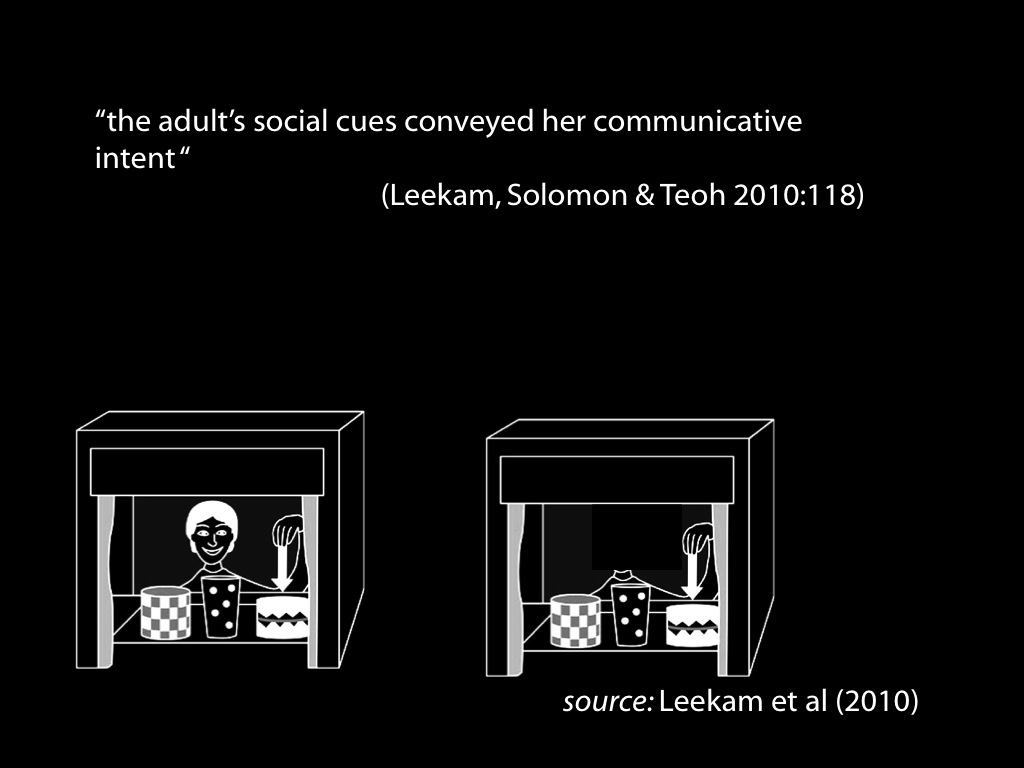 “the adult’s social cues conveyed her communicative
intent “
(Leekam, Solomon & Teoh 2010:118)
source: Leekam et al (2010)